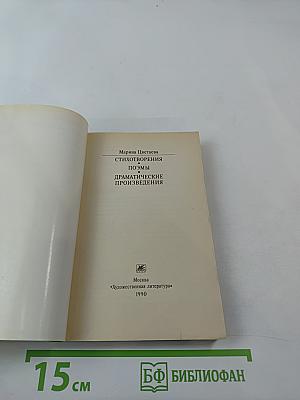 Марина Цветаева
СТИХОТВОРЕНИЯ
ПОЭМЫ
ДРАМАТИЧЕСКИЕ
ПРОИЗВЕДЕНИЯ
Москва
«Художественная литература»
1990
15 см
БФ БИБЛИОФАН